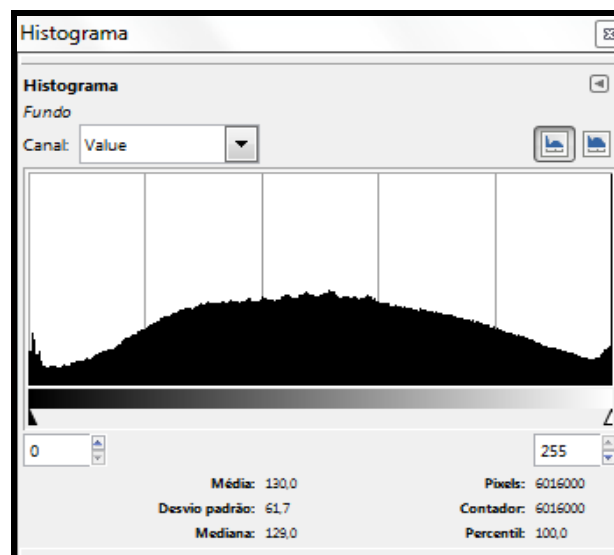 Histograma
Histograma
Fundo
Canal: Value
0 255
Média: 130,0 Pixels: 6016000
Desvio padrão: 61,7 Contador: 6016000
Mediana: 129,0 Percentil: 100,0